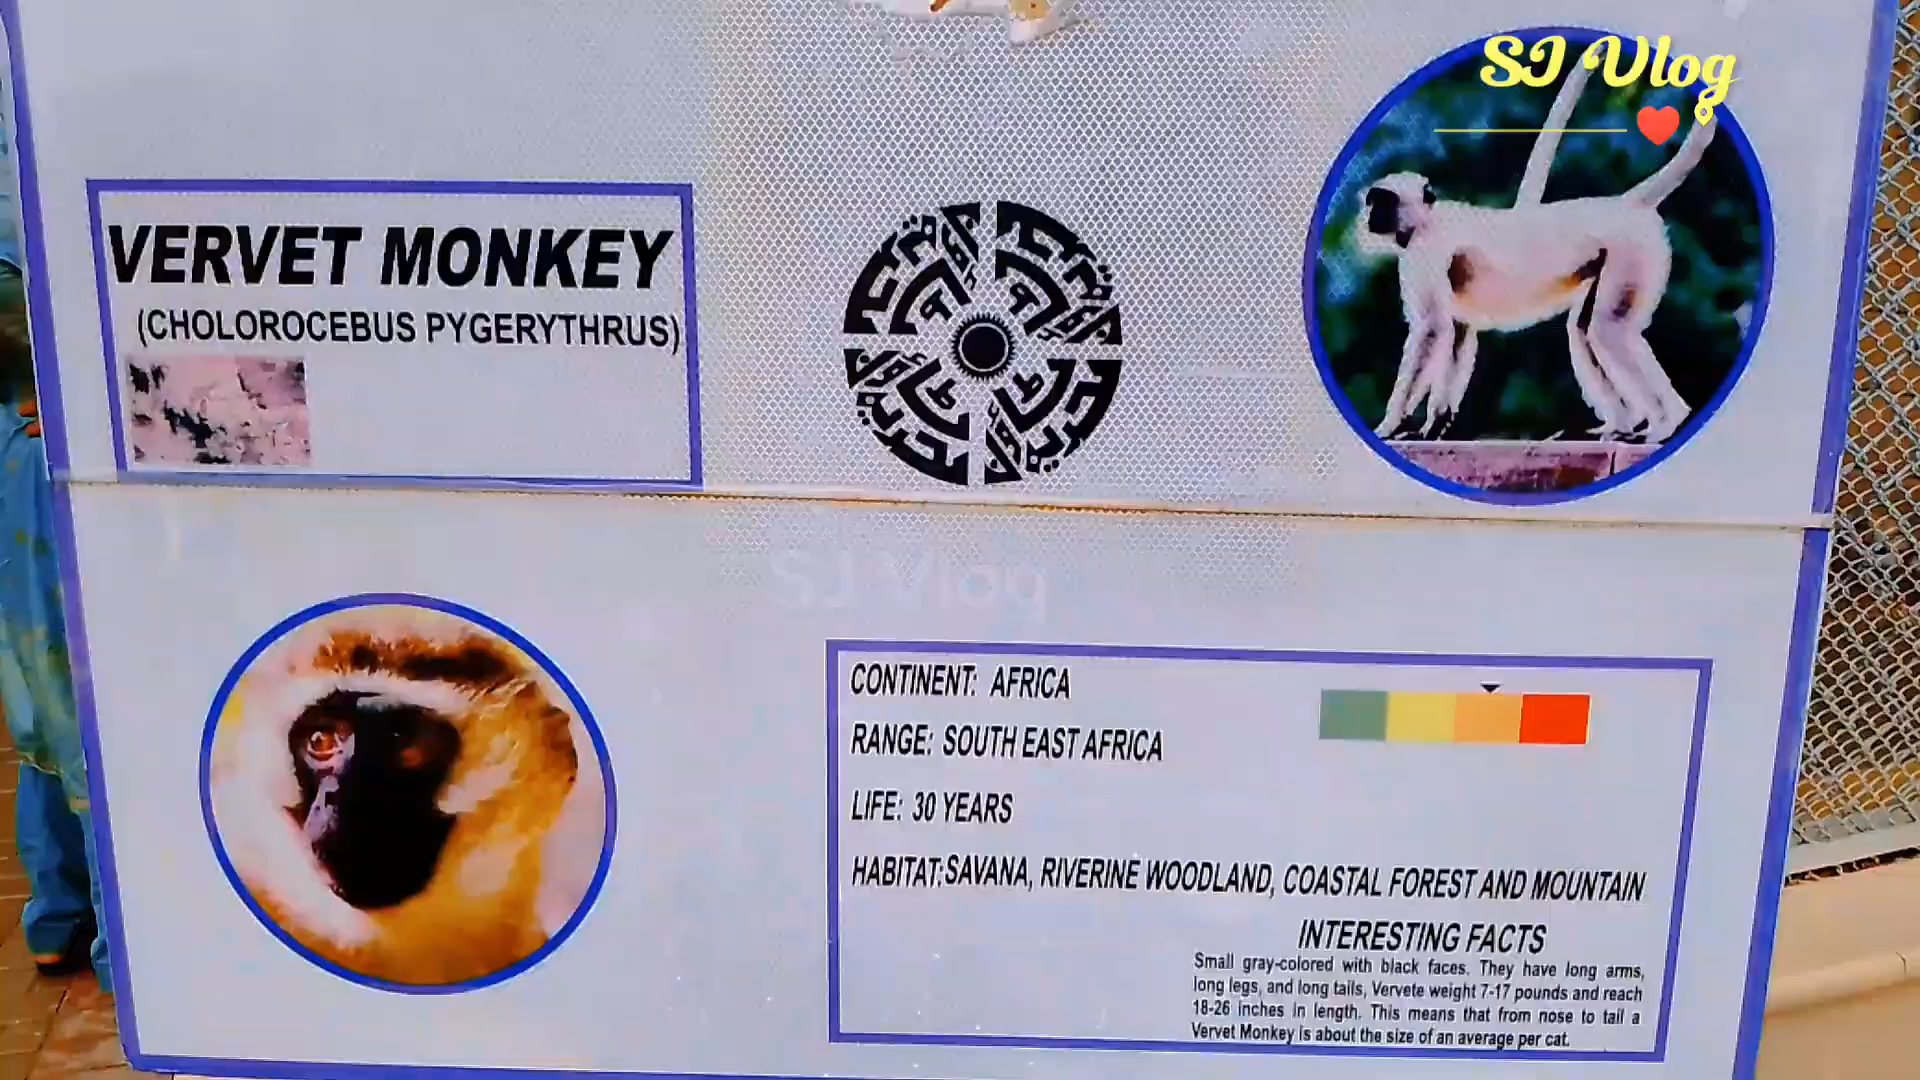 SJ Vlog
VERVET MONKEY
(CHOLOROCEBUS PYGERYTHRUS)
SJ Vlog
CONTINENT: AFRICA
RANGE: SOUTH EAST AFRICA
LIFE: 30 YEARS
HABITAT:SAVANA, RIVERINE WOODLAND, COASTAL FOREST AND MOUNTAIN
INTERESTING FACTS
Small gray-colored with black faces. They have long arms,
long legs, and long tails, Vervete weight 7-17 pounds and reach
18-26 inches in length. This means that from nose to tail a
Vervet Monkey is about the size of an average per cat.